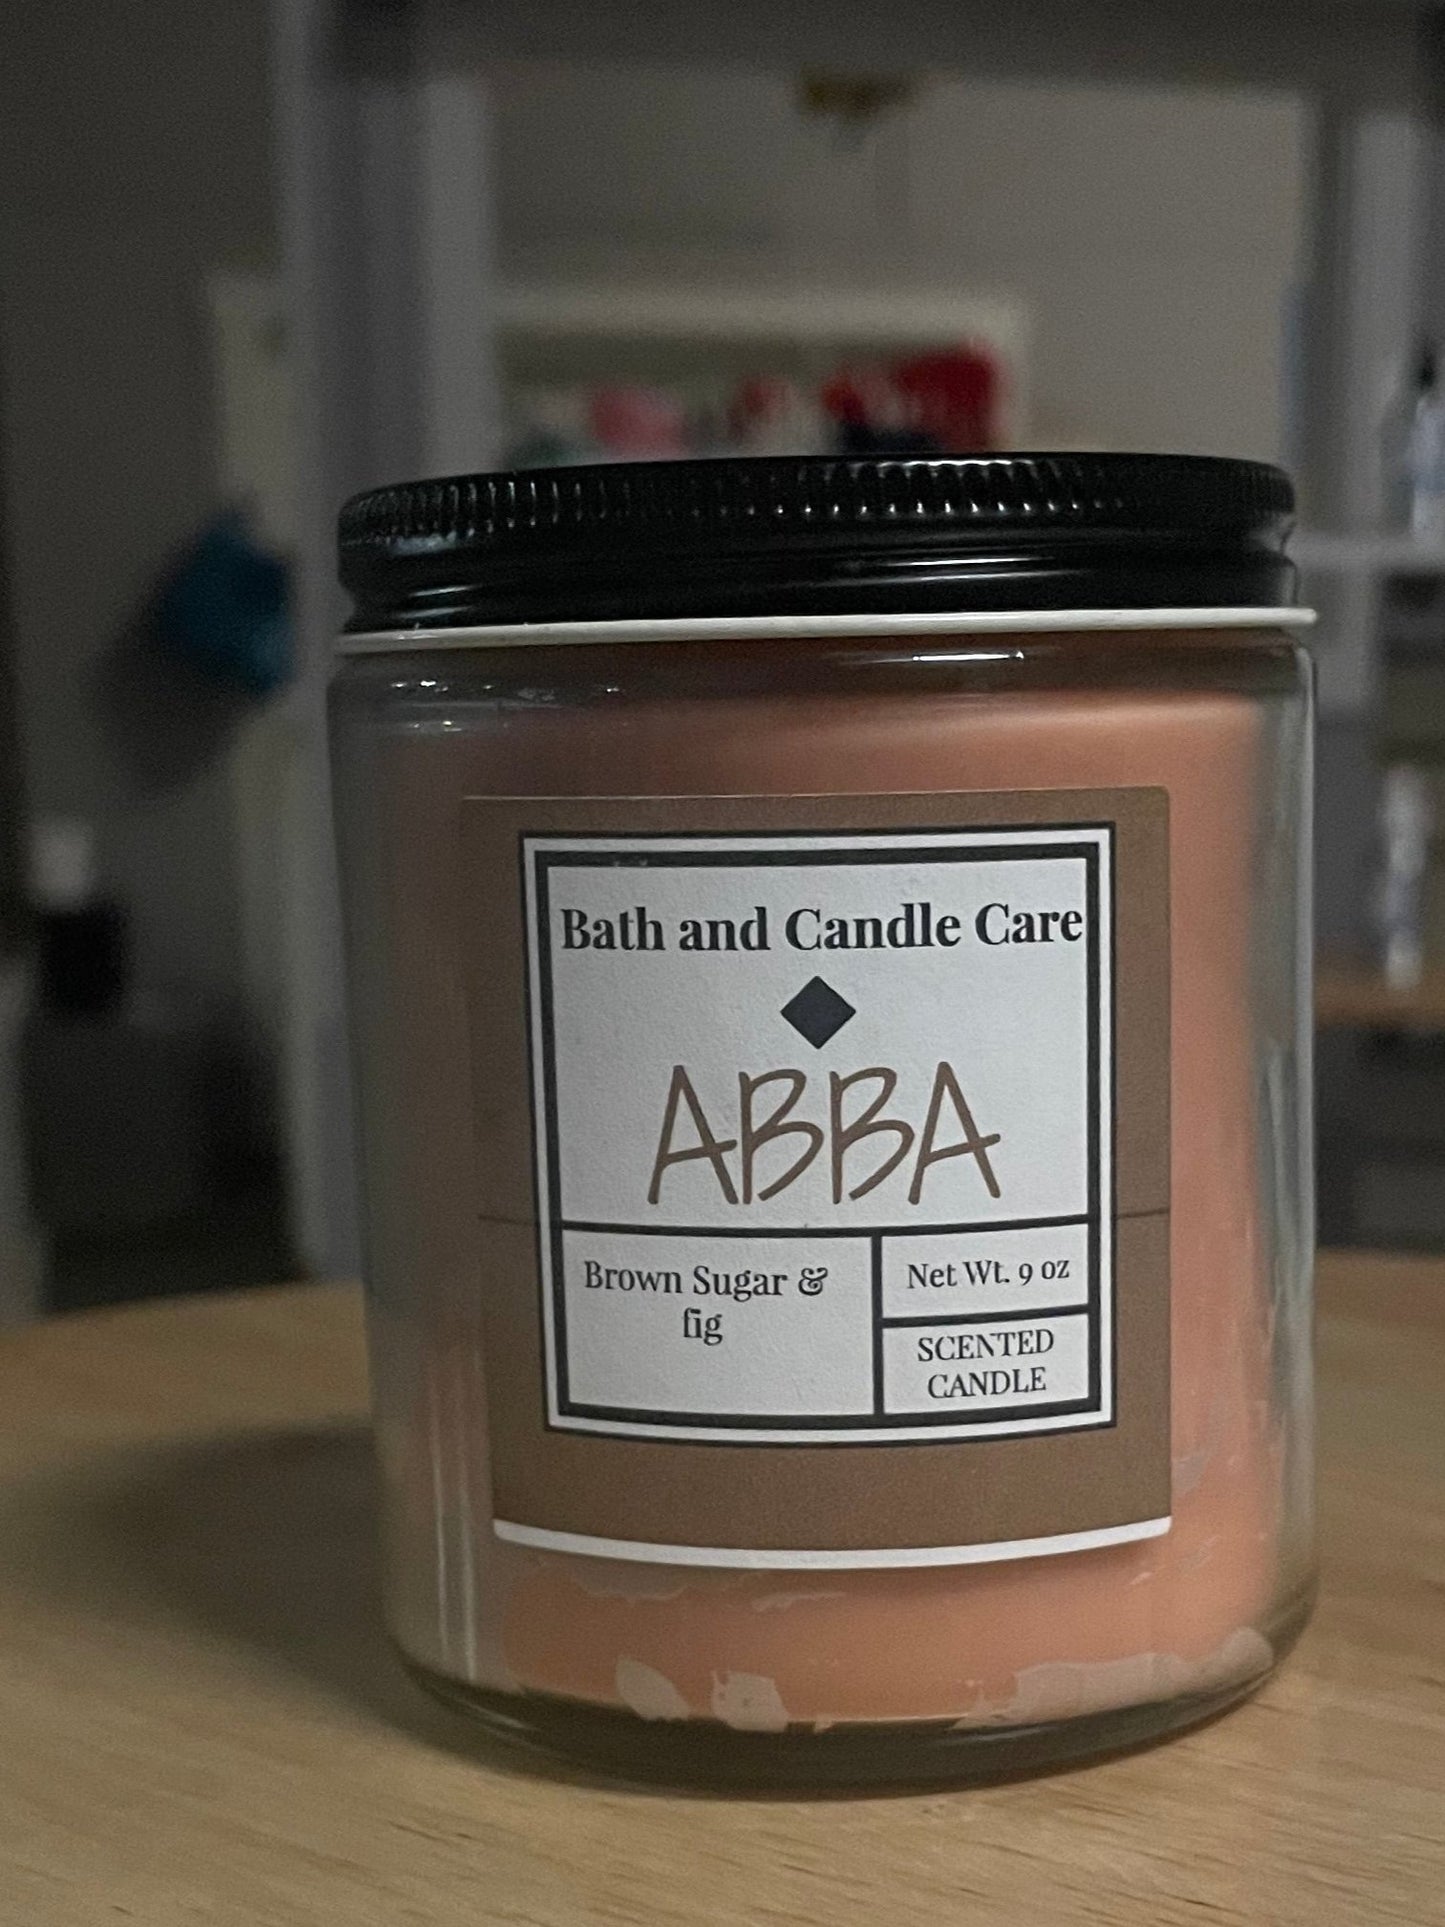 Bath and Candle Care
ABBA
Brown Sugar &
fig
Net Wt. 9 oz
SCENTED
CANDLE